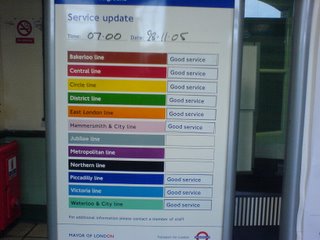 Service update
Time: 07.00 Date: 28.11.05
Bakerloo line Good service
Central line Good service
Circle line Good service
District line Good service
East London line Good service
Hammersmith & City line Good service
Jubilee line
Metropolitan line
Northern line
Piccadilly line Good service
Victoria line Good service
Waterloo & City line Good service
For additional information please contact a member of staff
MAYOR OF LONDON Transport for London